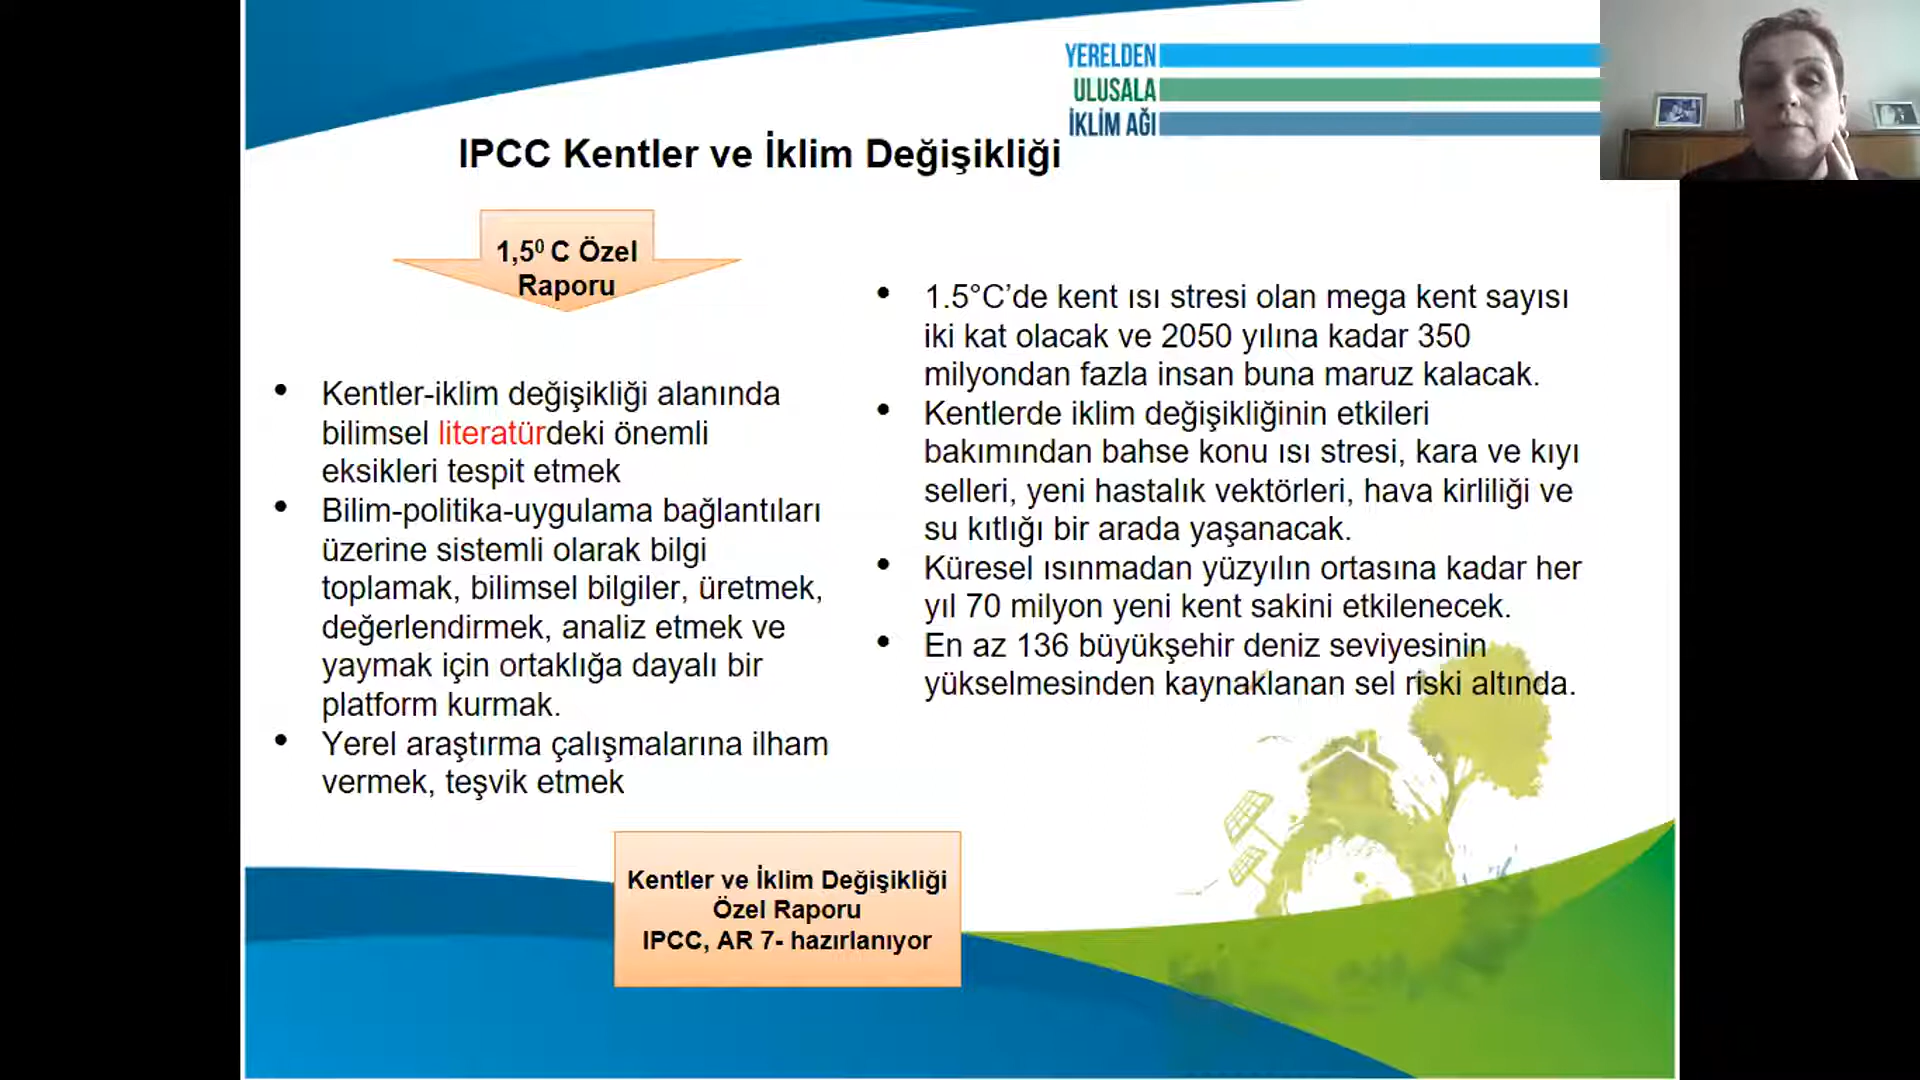 YERELDEN
ULUSALA
İKLİM AĞI
IPCC Kentler ve İklim Değişikliği
1,5⁰ C Özel
Raporu
• Kentler-iklim değişikliği alanında
bilimsel literatürdeki önemli
eksikleri tespit etmek
• Bilim-politika-uygulama bağlantıları
üzerine sistemli olarak bilgi
toplamak, bilimsel bilgiler, üretmek,
değerlendirmek, analiz etmek ve
yaymak için ortaklığa dayalı bir
platform kurmak.
• Yerel araştırma çalışmalarına ilham
vermek, teşvik etmek
• 1.5°C’de kent ısı stresi olan mega kent sayısı
iki kat olacak ve 2050 yılına kadar 350
milyondan fazla insan buna maruz kalacak.
• Kentlerde iklim değişikliğinin etkileri
bakımından bahse konu ısı stresi, kara ve kıyı
selleri, yeni hastalık vektörleri, hava kirliliği ve
su kıtlığı bir arada yaşanacak.
• Küresel ısınmadan yüzyılın ortasına kadar her
yıl 70 milyon yeni kent sakini etkilenecek.
• En az 136 büyükşehir deniz seviyesinin
yükselmesinden kaynaklanan sel riski altında.
Kentler ve İklim Değişikliği
Özel Raporu
IPCC, AR 7- hazırlanıyor